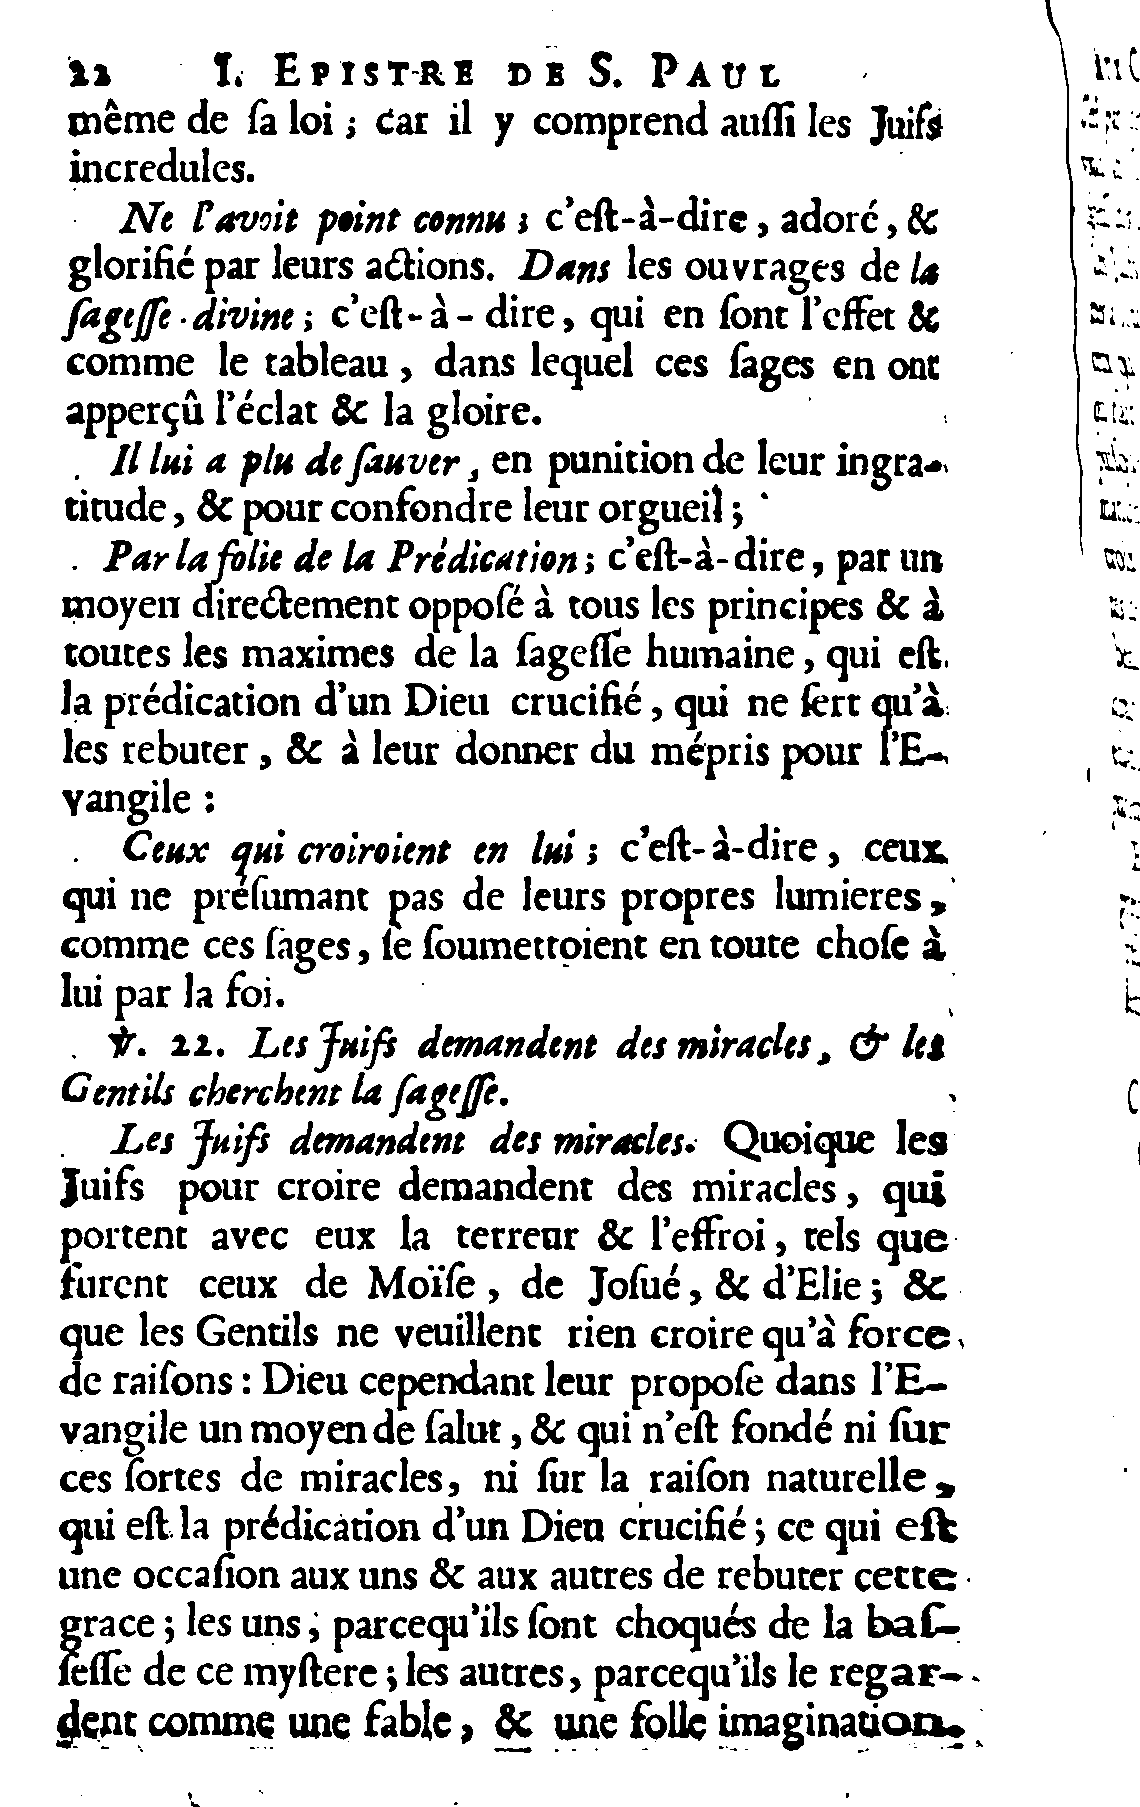 22 I. EPISTRE DE S. PAUL
même de ſa loi ; car il y comprend auſſi les Juifs
incredules.
Ne l'avoit point connu ; c'eſt-à-dire, adoré, &
glorifié par leurs actions. Dans les ouvrages de la
ſageſſe divine ; c'eſt-à-dire, qui en ſont l'effet &
comme le tableau, dans lequel ces ſages en ont
apperçû l'éclat & la gloire.
Il lui a plu de ſauver, en punition de leur ingra-
titude, & pour confondre leur orgueil ;
Par la folie de la Prédication ; c'eſt-à-dire, par un
moyen directement oppoſé à tous les principes & à
toutes les maximes de la ſageſſe humaine, qui eſt
la prédication d'un Dieu crucifié, qui ne ſert qu'à
les rebuter, & à leur donner du mépris pour l'E-
vangile :
Ceux qui croiroient en lui ; c'eſt-à-dire, ceux
qui ne préſumant pas de leurs propres lumieres,
comme ces ſages, ſe ſoumettoient en toute choſe à
lui par la foi.
℣. 22. Les Juifs demandent des miracles, & les
Gentils cherchent la ſageſſe.
Les Juifs demandent des miracles. Quoique les
Juifs pour croire demandent des miracles, qui
portent avec eux la terreur & l'effroi, tels que
furent ceux de Moïſe, de Joſué, & d'Elie ; &
que les Gentils ne veuillent rien croire qu'à force
de raiſons : Dieu cependant leur propoſe dans l'E-
vangile un moyen de ſalut, & qui n'eſt fondé ni ſur
ces ſortes de miracles, ni ſur la raiſon naturelle,
qui eſt la prédication d'un Dieu crucifié ; ce qui eſt
une occaſion aux uns & aux autres de rebuter cette
grace ; les uns, parcequ'ils ſont choqués de la baſ-
ſeſſe de ce myſtere ; les autres, parcequ'ils le regar-
dent comme une fable, & une folle imagination.